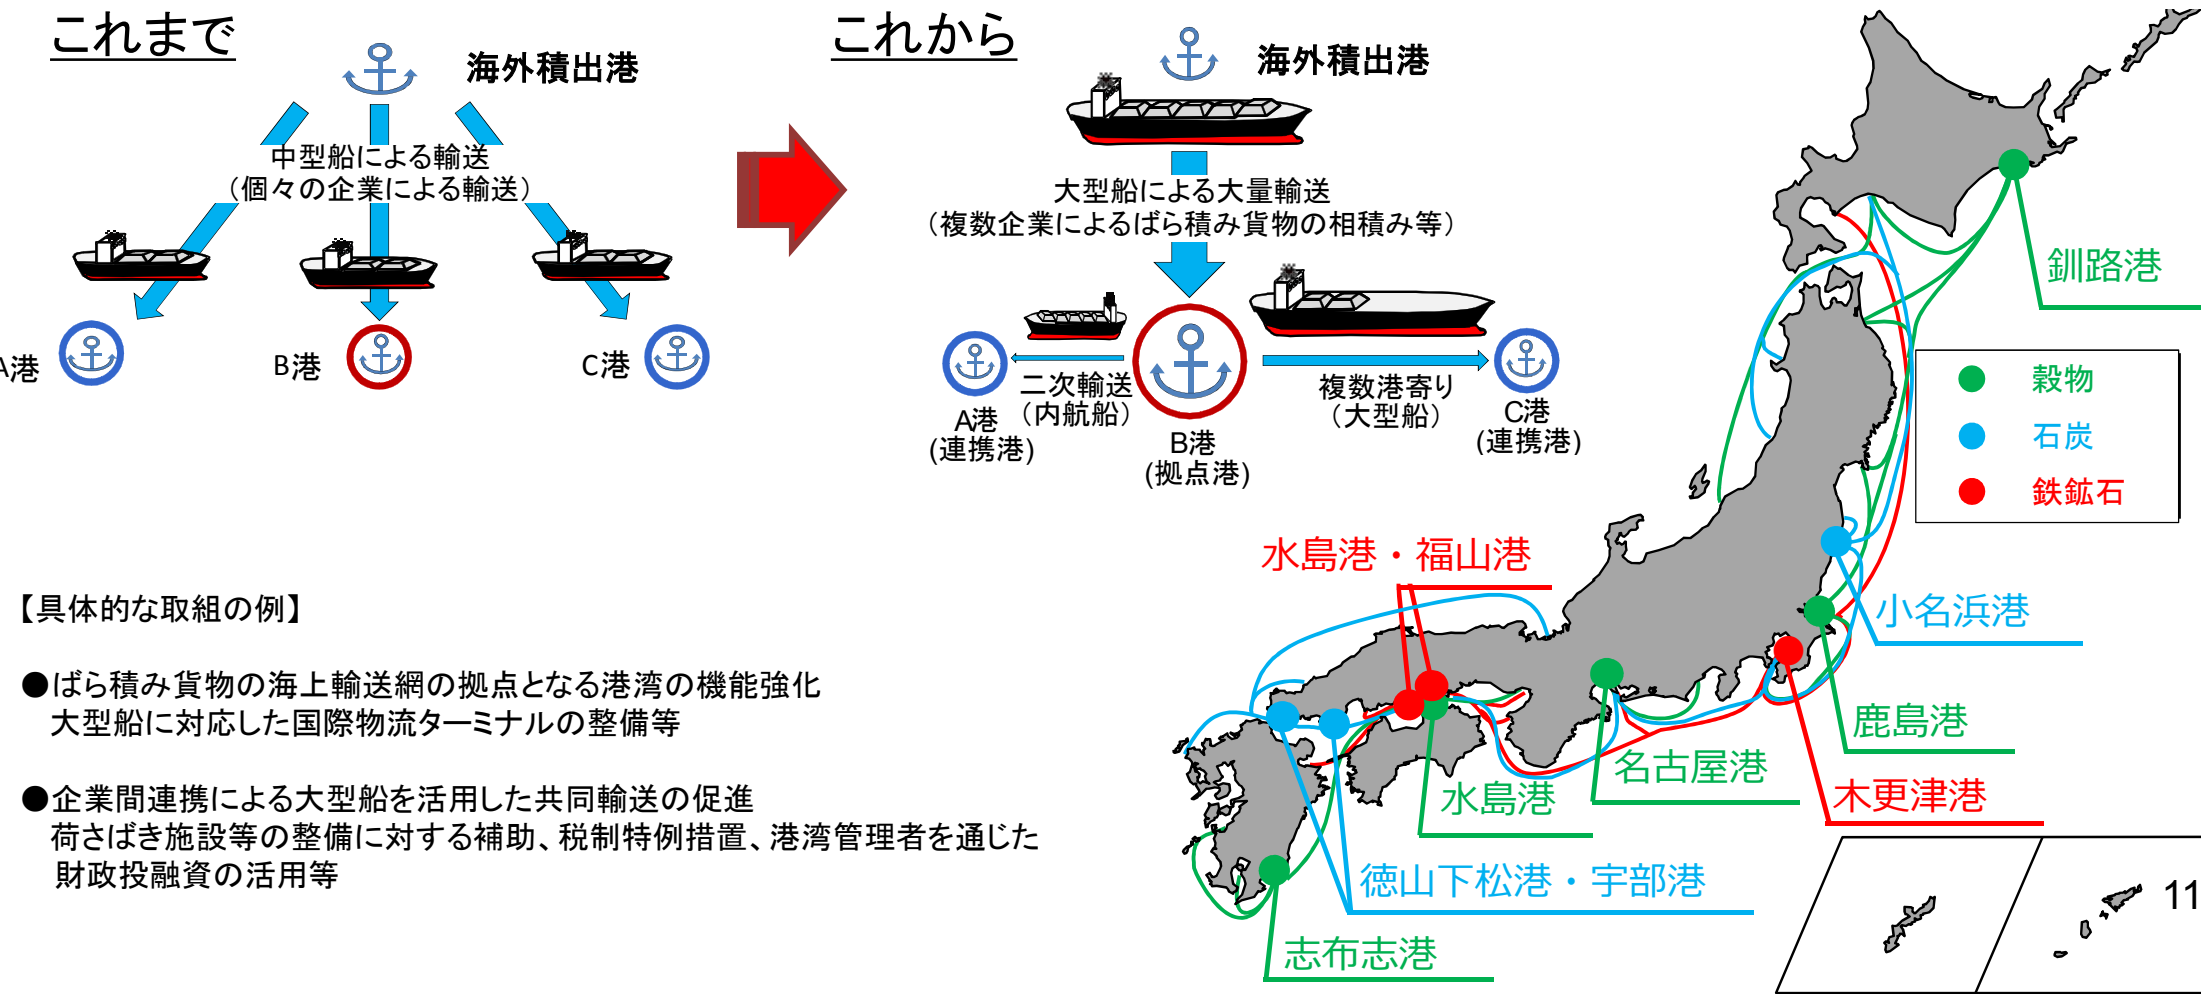 これまで
海外積出港
中型船による輸送
（個々の企業による輸送）
A港
B港
C港
これから
海外積出港
大型船による大量輸送
（複数企業によるばら積み貨物の相積み等）
二次輸送
（内航船）
複数港寄り
（大型船）
A港
(連携港)
B港
(拠点港)
C港
(連携港)
釧路港
穀物
石炭
鉄鉱石
水島港・福山港
小名浜港
鹿島港
名古屋港
木更津港
水島港
徳山下松港・宇部港
志布志港
【具体的な取組の例】
●ばら積み貨物の海上輸送網の拠点となる港湾の機能強化
大型船に対応した国際物流ターミナルの整備等
●企業間連携による大型船を活用した共同輸送の促進
荷さばき施設等の整備に対する補助、税制特例措置、港湾管理者を通じた
財政投融資の活用等
11